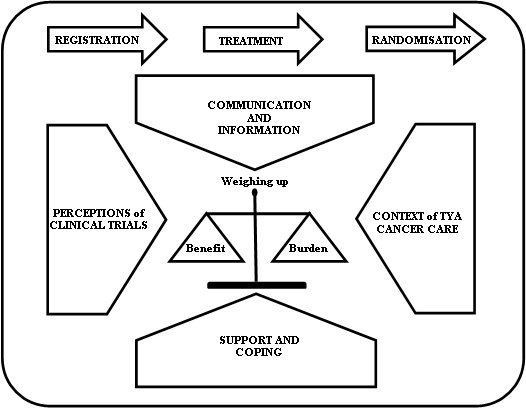 REGISTRATION
TREATMENT
RANDOMISATION
COMMUNICATION
AND
INFORMATION
Weighing up
PERCEPTIONS of
CLINICAL TRIALS
CONTEXT of TYA
CANCER CARE
Benefit
Burden
SUPPORT AND
COPING